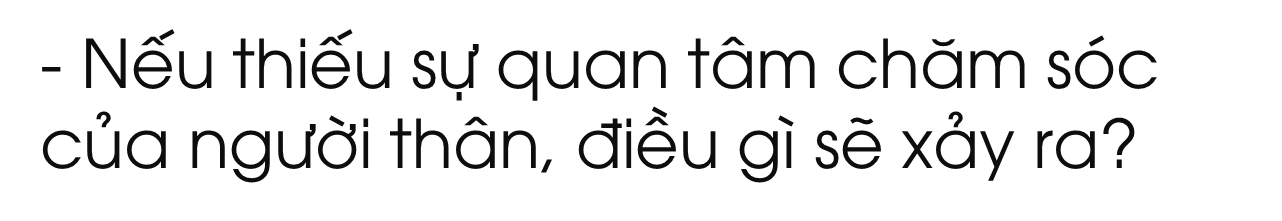 - Nếu thiếu sự quan tâm chăm sóc
của người thân, điều gì sẽ xảy ra?